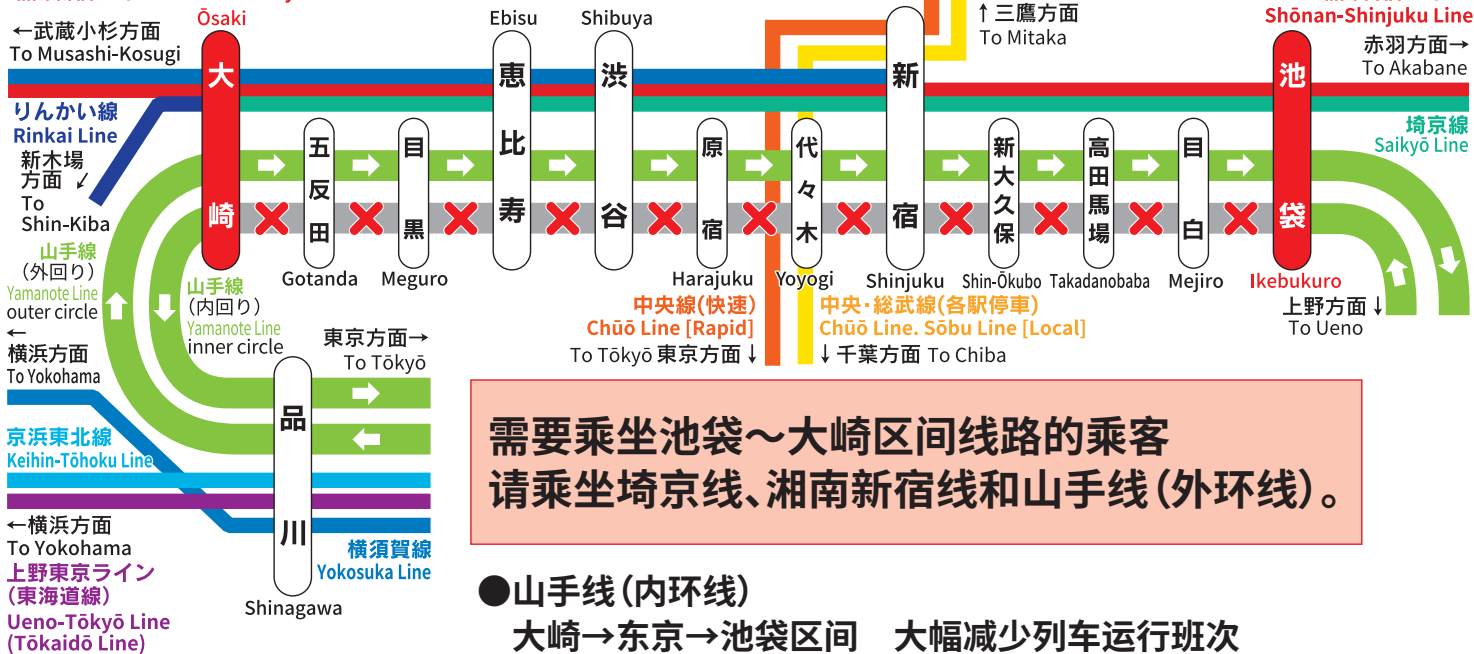 Ōsaki
Ebisu
Shibuya
↑三鷹方面
To Mitaka
Shōnan-Shinjuku Line
←武蔵小杉方面
To Musashi-Kosugi
赤羽方面→
To Akabane
大崎
恵比寿
渋谷
新宿
池袋
りんかい線
Rinkai Line
埼京線
Saikyō Line
新木場
方面 ↙
To
Shin-Kiba
五反田
目黒
原宿
代々木
新大久保
高田馬場
目白
Gotanda
Meguro
Harajuku
Yoyogi
Shinjuku
Shin-Ōkubo
Takadanobaba
Mejiro
Ikebukuro
山手線
(外回り)
Yamanote Line
outer circle
山手線
(内回り)
Yamanote Line
inner circle
中央線(快速)
Chūō Line [Rapid]
To Tōkyō 東京方面↓
中央・総武線(各駅停車)
Chūō Line. Sōbu Line [Local]
↓千葉方面 To Chiba
上野方面↓
To Ueno
←
横浜方面
To Yokohama
東京方面→
To Tōkyō
品川
京浜東北線
Keihin-Tōhoku Line
←横浜方面
To Yokohama
上野東京ライン
(東海道線)
Ueno-Tōkyō Line
(Tōkaidō Line)
横須賀線
Yokosuka Line
Shinagawa
需要乘坐池袋～大崎区间线路的乘客
请乘坐埼京线、湘南新宿线和山手线(外环线)。
●山手线(内环线)
大崎→东京→池袋区间　大幅减少列车运行班次